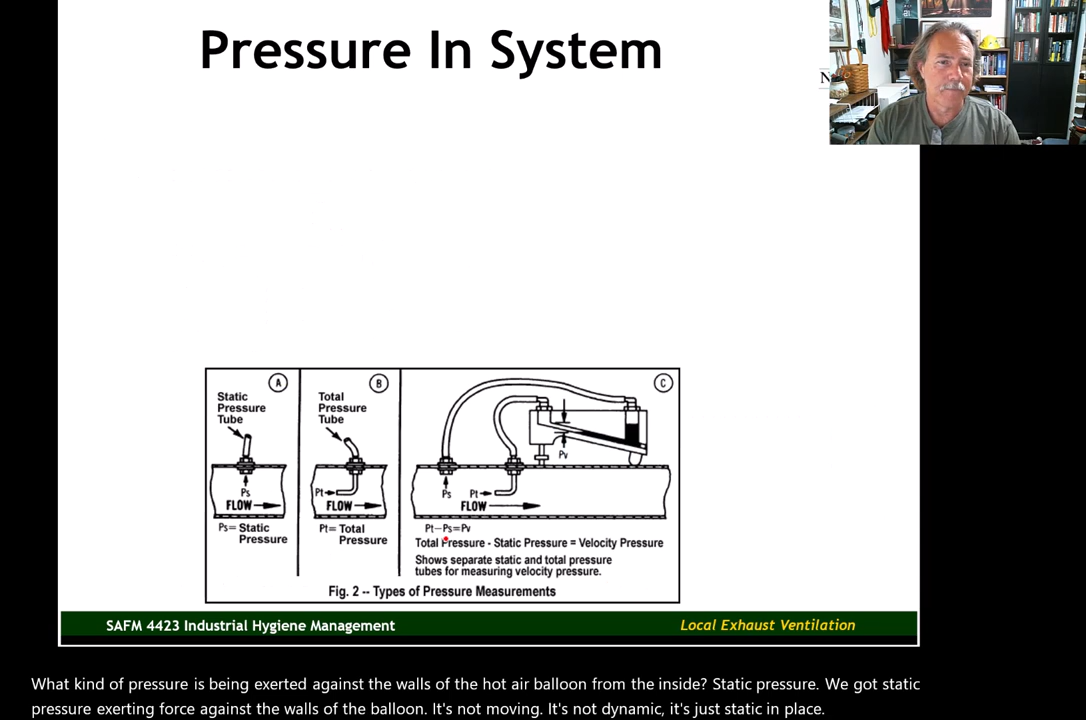 Pressure In System
N
A
B
C
Static
Pressure
Tube
Total
Pressure
Tube
Pv
Ps
Pt
Ps
Pt
FLOW
FLOW
FLOW
Ps= Static
Pressure
Pt= Total
Pressure
Pt-Ps=Pv
Total Pressure - Static Pressure = Velocity Pressure
Shows separate static and total pressure
tubes for measuring velocity pressure.
Fig. 2 -- Types of Pressure Measurements
SAFM 4423 Industrial Hygiene Management
Local Exhaust Ventilation
What kind of pressure is being exerted against the walls of the hot air balloon from the inside? Static pressure. We got static
pressure exerting force against the walls of the balloon. It's not moving. It's not dynamic, it's just static in place.